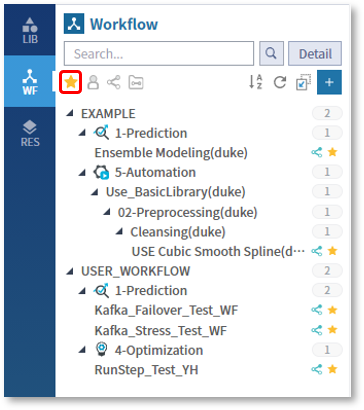 LIB
WF
RES
Workflow
Search...
Detail
EXAMPLE 2
1-Prediction 1
Ensemble Modeling(duke)
5-Automation 1
Use_BasicLibrary(duke) 1
02-Preprocessing(duke) 1
Cleansing(duke) 1
USE Cubic Smooth Spline(d···
USER_WORKFLOW 2
1-Prediction 2
Kafka_Failover_Test_WF
Kafka_Stress_Test_WF
4-Optimization 1
RunStep_Test_YH